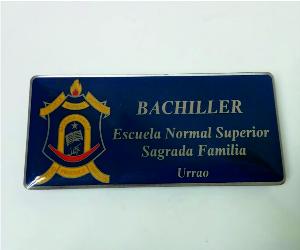 BACHILLER
Escuela Normal Superior
Sagrada Familia
Urrao